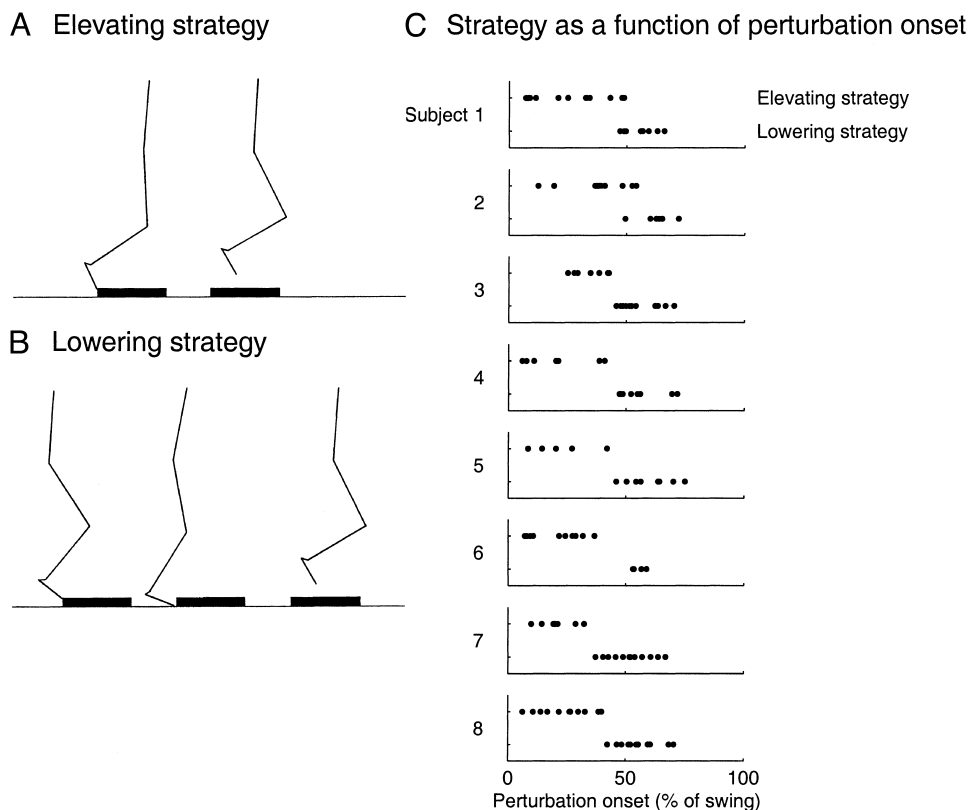 A Elevating strategy
B Lowering strategy
C Strategy as a function of perturbation onset
Subject 1
Elevating strategy
Lowering strategy
2
3
4
5
6
7
8
0 50 100
Perturbation onset (% of swing)